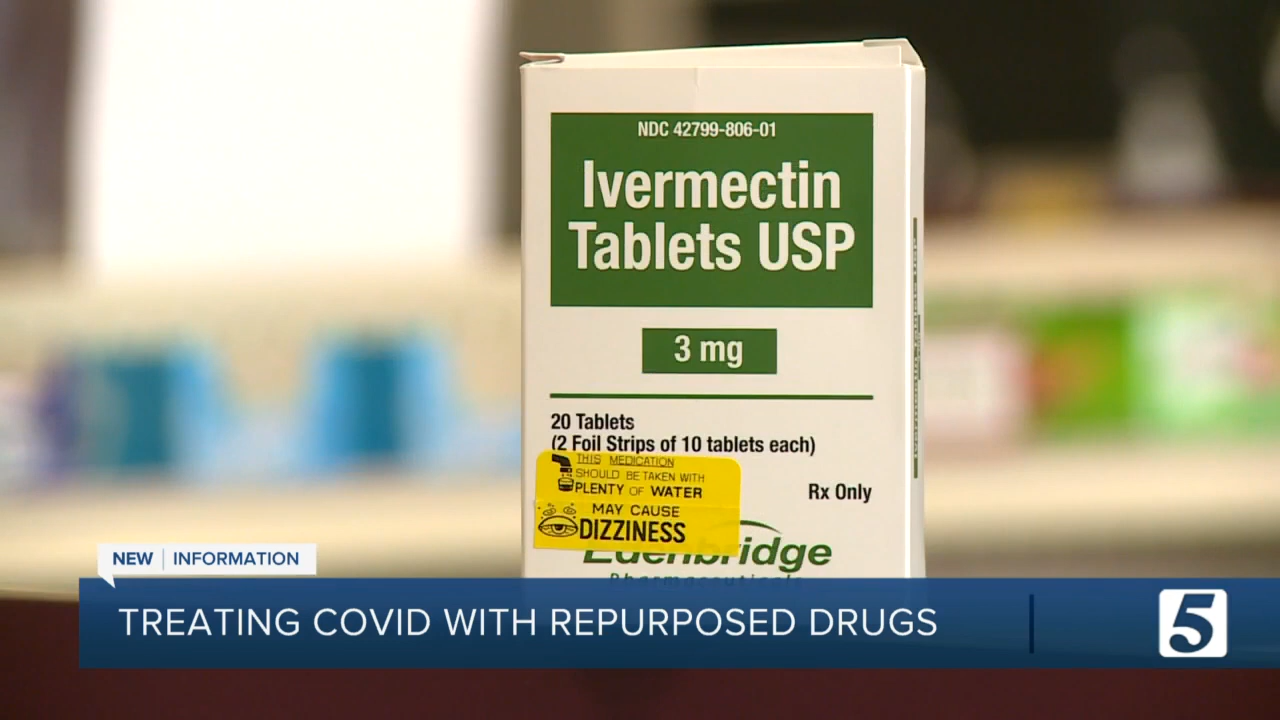 NDC 42799-806-01
Ivermectin
Tablets USP
3 mg
20 Tablets
(2 Foil Strips of 10 tablets each)
THIS MEDICATION
SHOULD BE TAKEN WITH
PLENTY OF WATER
MAY CAUSE
DIZZINESS
Rx Only
Edenbridge
Pharmaceuticals
NEW | INFORMATION
TREATING COVID WITH REPURPOSED DRUGS
5